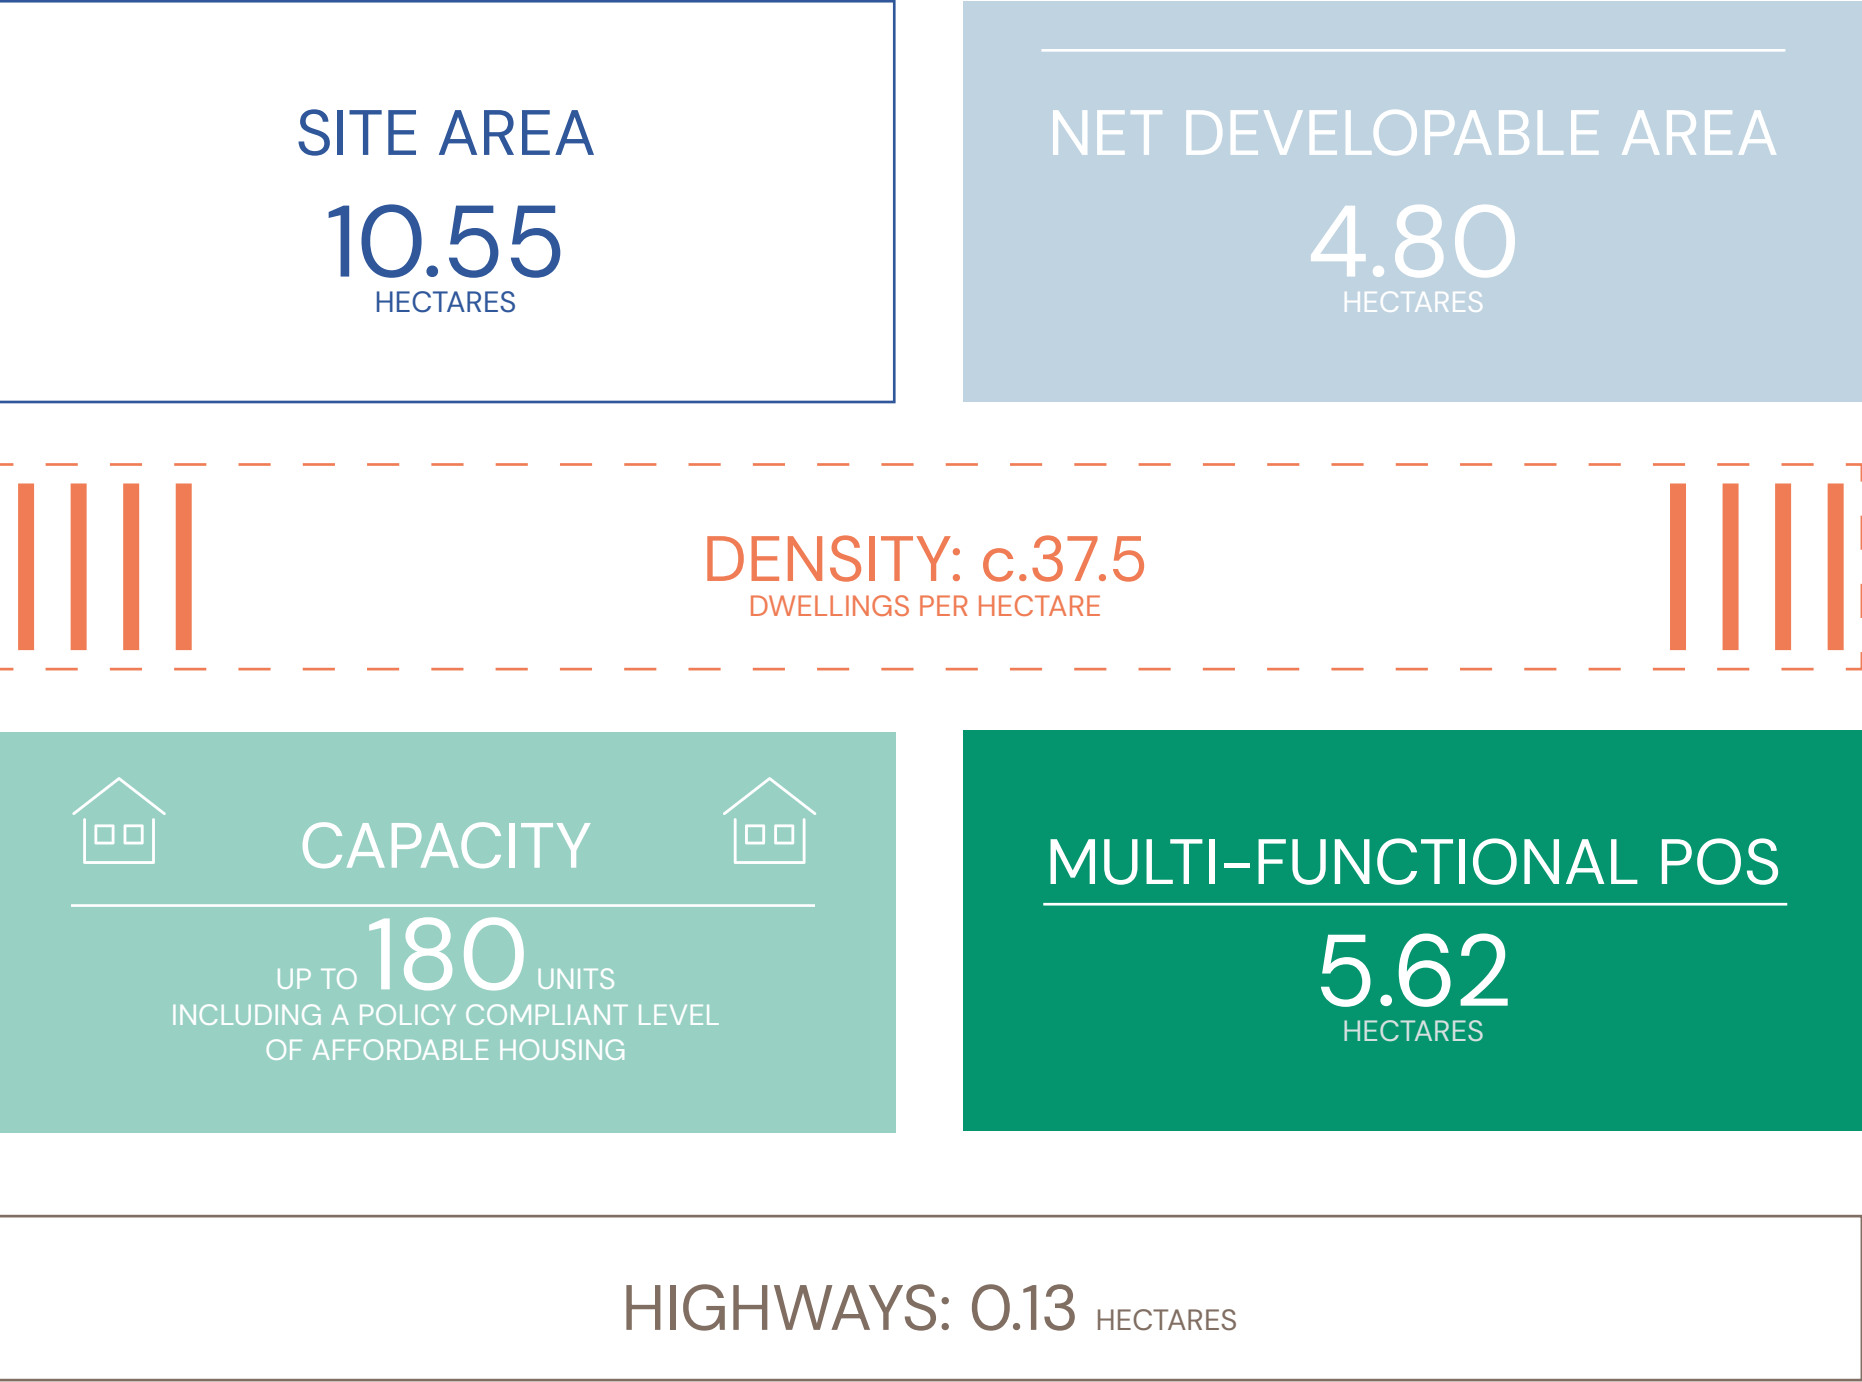 SITE AREA
10.55
HECTARES
NET DEVELOPABLE AREA
4.80
HECTARES
DENSITY: c.37.5
DWELLINGS PER HECTARE
CAPACITY
UP TO 180 UNITS
INCLUDING A POLICY COMPLIANT LEVEL
OF AFFORDABLE HOUSING
MULTI-FUNCTIONAL POS
5.62
HECTARES
HIGHWAYS: 0.13 HECTARES